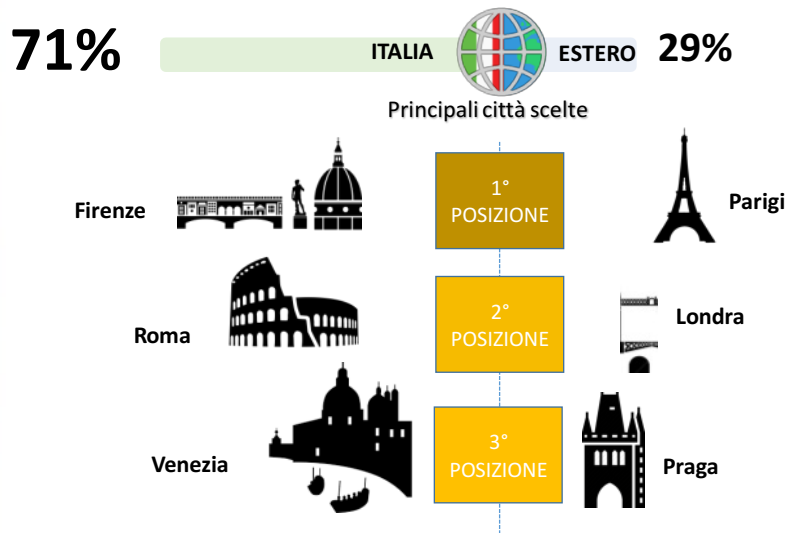 71%
ITALIA
ESTERO
29%
Principali città scelte
Firenze
1°
POSIZIONE
Parigi
Roma
2°
POSIZIONE
Londra
Venezia
3°
POSIZIONE
Praga